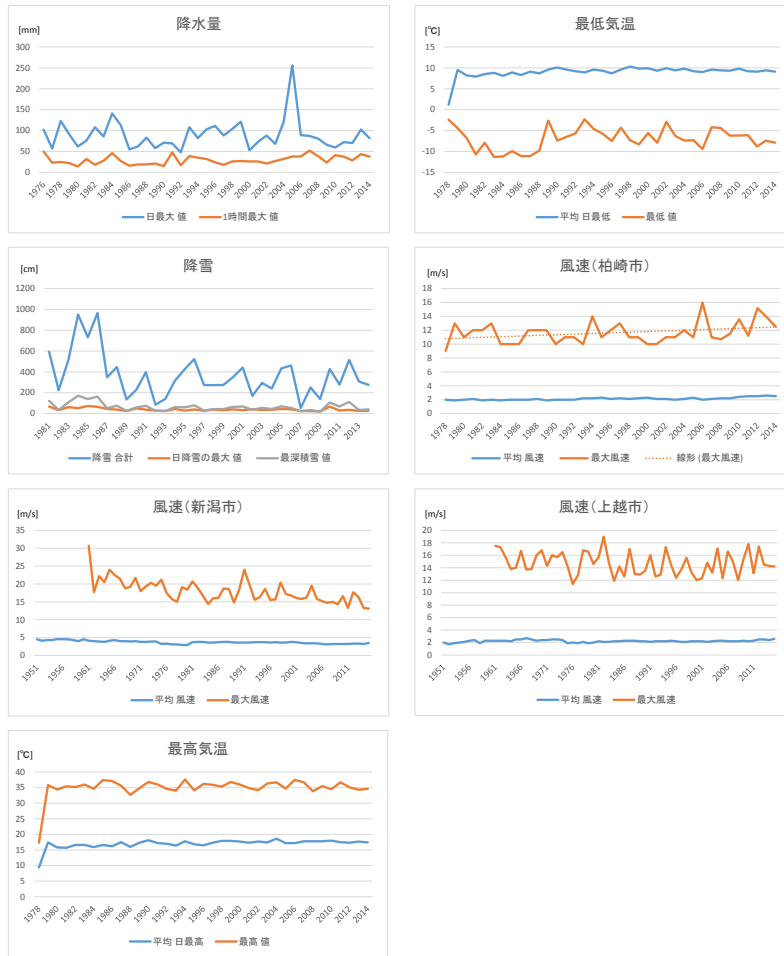 降水量
[mm]
300
250
200
150
100
50
0
1976 1978 1980 1982 1984 1986 1988 1990 1992 1994 1996 1998 2000 2002 2004 2006 2008 2010 2012 2014
日最大 値 1時間最大 値
最低気温
[℃]
15
10
5
0
-5
-10
-15
1978 1980 1982 1984 1986 1988 1990 1992 1994 1996 1998 2000 2002 2004 2006 2008 2010 2012 2014
平均 日最低 最低 値
降雪
[cm]
1200
1000
800
600
400
200
0
1981 1983 1985 1987 1989 1991 1993 1995 1997 1999 2001 2003 2005 2007 2009 2011 2013
降雪 合計 日降雪の最大 値 最深積雪 値
風速(柏崎市)
[m/s]
18
16
14
12
10
8
6
4
2
0
1978 1980 1982 1984 1986 1988 1990 1992 1994 1996 1998 2000 2002 2004 2006 2008 2010 2012 2014
平均 風速 最大風速 線形 (最大風速)
風速(新潟市)
[m/s]
35
30
25
20
15
10
5
0
1951 1956 1961 1966 1971 1976 1981 1986 1991 1996 2001 2006 2011
平均 風速 最大風速
風速(上越市)
[m/s]
20
18
16
14
12
10
8
6
4
2
0
1951 1956 1961 1966 1971 1976 1981 1986 1991 1996 2001 2006 2011
平均 風速 最大風速
最高気温
[℃]
40
35
30
25
20
15
10
5
0
1978 1980 1982 1984 1986 1988 1990 1992 1994 1996 1998 2000 2002 2004 2006 2008 2010 2012 2014
平均 日最高 最高 値